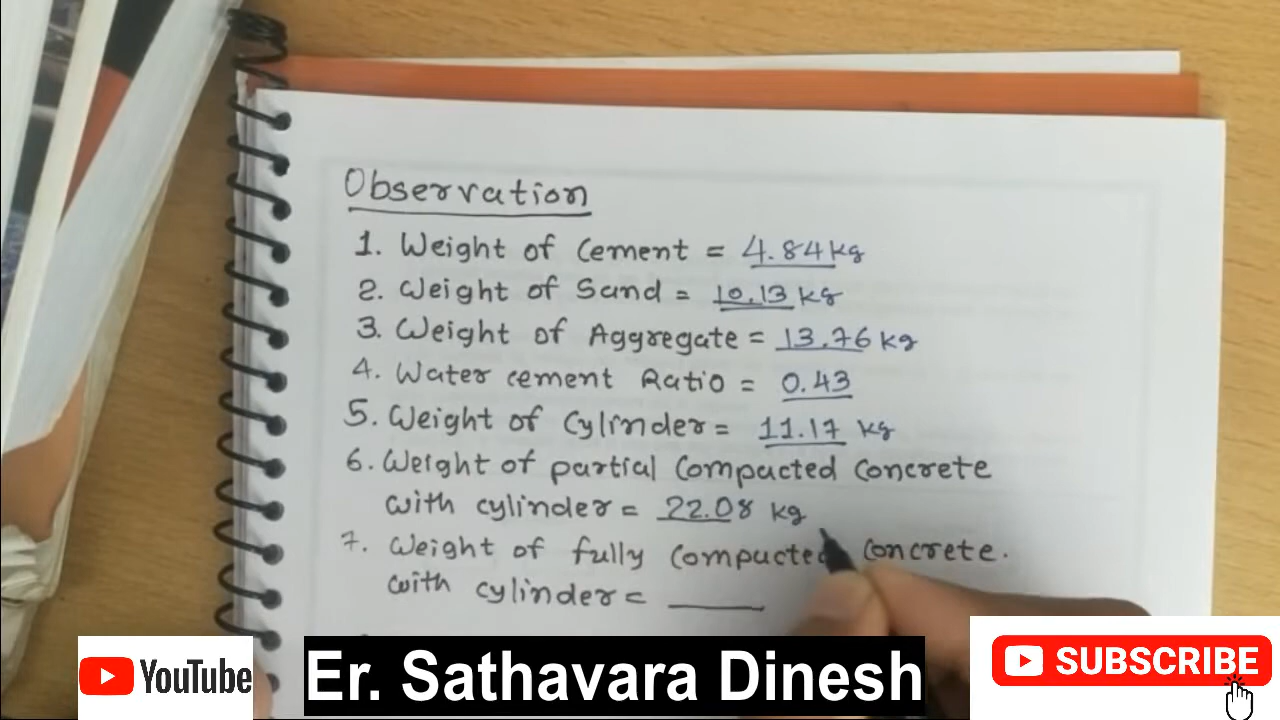 Observation
1. Weight of Cement = 4.84 kg
2. Weight of Sand = 10.13 kg
3. Weight of Aggregate = 13.76 kg
4. Water cement Ratio = 0.43
5. Weight of Cylinder = 11.17 kg
6. Weight of partial Compacted Concrete
with cylinder = 22.08 kg
7. Weight of fully Compacted Concrete.
with cylinder = ____
YouTube
Er. Sathavara Dinesh
SUBSCRIBE